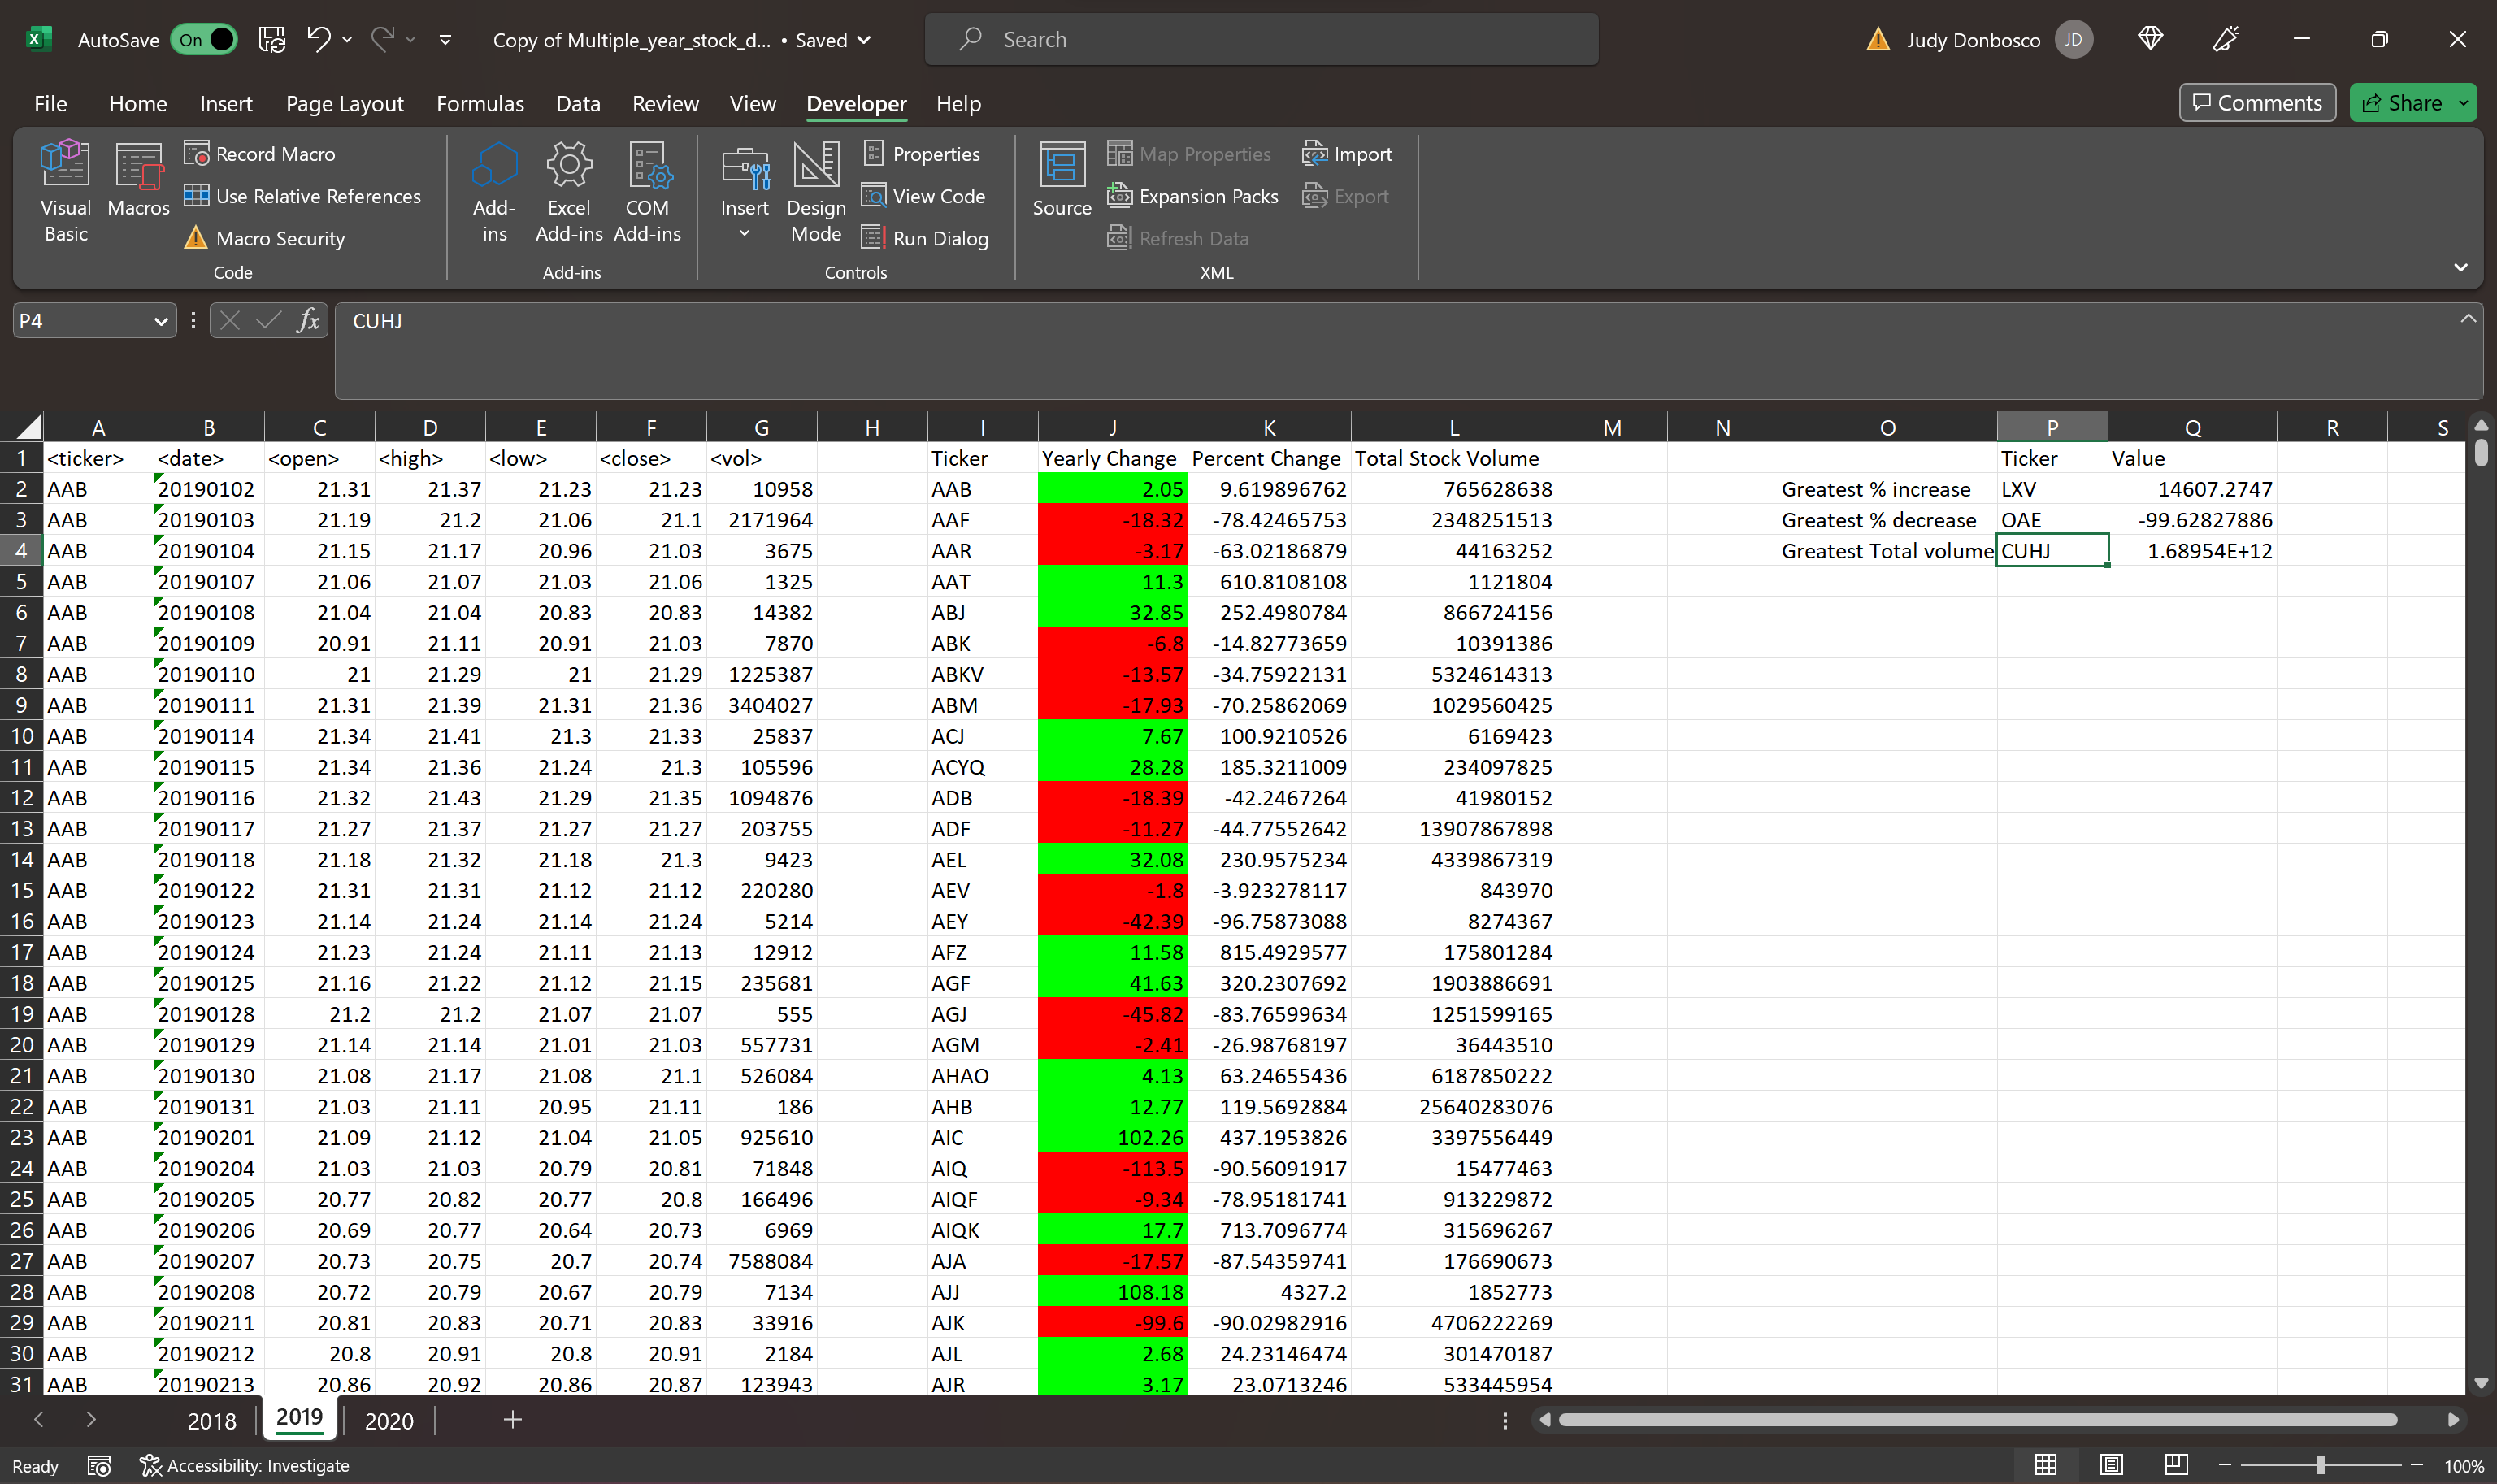 AutoSave On Copy of Multiple_year_stock_d... • Saved Search Judy Donbosco JD
File Home Insert Page Layout Formulas Data Review View Developer Help Comments Share
Visual Basic
Macros
Record Macro
Use Relative References
Macro Security
Code
Add-ins
Excel Add-ins
COM Add-ins
Add-ins
Insert
Design Mode
Properties
View Code
Run Dialog
Controls
Source
Map Properties
Expansion Packs
Refresh Data
Import
Export
XML
P4 fx CUHJ
A B C D E F G H I J K L M N O P Q R S
1 <ticker> <date> <open> <high> <low> <close> <vol> Ticker Yearly Change Percent Change Total Stock Volume Ticker Value
2 AAB 20190102 21.31 21.37 21.23 21.23 10958 AAB 2.05 9.619896762 765628638 Greatest % increase LXV 14607.2747
3 AAB 20190103 21.19 21.2 21.06 21.1 2171964 AAF -18.32 -78.42465753 2348251513 Greatest % decrease OAE -99.62827886
4 AAB 20190104 21.15 21.17 20.96 21.03 3675 AAR -3.17 -63.02186879 44163252 Greatest Total volume CUHJ 1.68954E+12
5 AAB 20190107 21.06 21.07 21.03 21.06 1325 AAT 11.3 610.8108108 1121804
6 AAB 20190108 21.04 21.04 20.83 20.83 14382 ABJ 32.85 252.4980784 866724156
7 AAB 20190109 20.91 21.11 20.91 21.03 7870 ABK -6.8 -14.82773659 10391386
8 AAB 20190110 21 21.29 21 21.29 1225387 ABKV -13.57 -34.75922131 5324614313
9 AAB 20190111 21.31 21.39 21.31 21.36 3404027 ABM -17.93 -70.25862069 1029560425
10 AAB 20190114 21.34 21.41 21.3 21.33 25837 ACJ 7.67 100.9210526 6169423
11 AAB 20190115 21.34 21.36 21.24 21.3 105596 ACYQ 28.28 185.3211009 234097825
12 AAB 20190116 21.32 21.43 21.29 21.35 1094876 ADB -18.39 -42.2467264 41980152
13 AAB 20190117 21.27 21.37 21.27 21.27 203755 ADF -11.27 -44.77552642 13907867898
14 AAB 20190118 21.18 21.32 21.18 21.3 9423 AEL 32.08 230.9575234 4339867319
15 AAB 20190122 21.31 21.31 21.12 21.12 220280 AEV -1.8 -3.923278117 843970
16 AAB 20190123 21.14 21.24 21.14 21.24 5214 AEY -42.39 -96.75873088 8274367
17 AAB 20190124 21.23 21.24 21.11 21.13 12912 AFZ 11.58 815.4929577 175801284
18 AAB 20190125 21.16 21.22 21.12 21.15 235681 AGF 41.63 320.2307692 1903886691
19 AAB 20190128 21.2 21.2 21.07 21.07 555 AGJ -45.82 -83.76599634 1251599165
20 AAB 20190129 21.14 21.14 21.01 21.03 557731 AGM -2.41 -26.98768197 36443510
21 AAB 20190130 21.08 21.17 21.08 21.1 526084 AHAO 4.13 63.24655436 6187850222
22 AAB 20190131 21.03 21.11 20.95 21.11 186 AHB 12.77 119.5692884 25640283076
23 AAB 20190201 21.09 21.12 21.04 21.05 925610 AIC 102.26 437.1953826 3397556449
24 AAB 20190204 21.03 21.03 20.79 20.81 71848 AIQ -113.5 -90.56091917 15477463
25 AAB 20190205 20.77 20.82 20.77 20.8 166496 AIQF -9.34 -78.95181741 913229872
26 AAB 20190206 20.69 20.77 20.64 20.73 6969 AIQK 17.7 713.7096774 315696267
27 AAB 20190207 20.73 20.75 20.7 20.74 7588084 AJA -17.57 -87.54359741 176690673
28 AAB 20190208 20.72 20.79 20.67 20.79 7134 AJJ 108.18 4327.2 1852773
29 AAB 20190211 20.81 20.83 20.71 20.83 33916 AJK -99.6 -90.02982916 4706222269
30 AAB 20190212 20.8 20.91 20.8 20.91 2184 AJL 2.68 24.23146474 301470187
31 AAB 20190213 20.86 20.92 20.86 20.87 123943 AJR 3.17 23.0713246 533445954
2018 2019 2020
Ready Accessibility: Investigate 100%